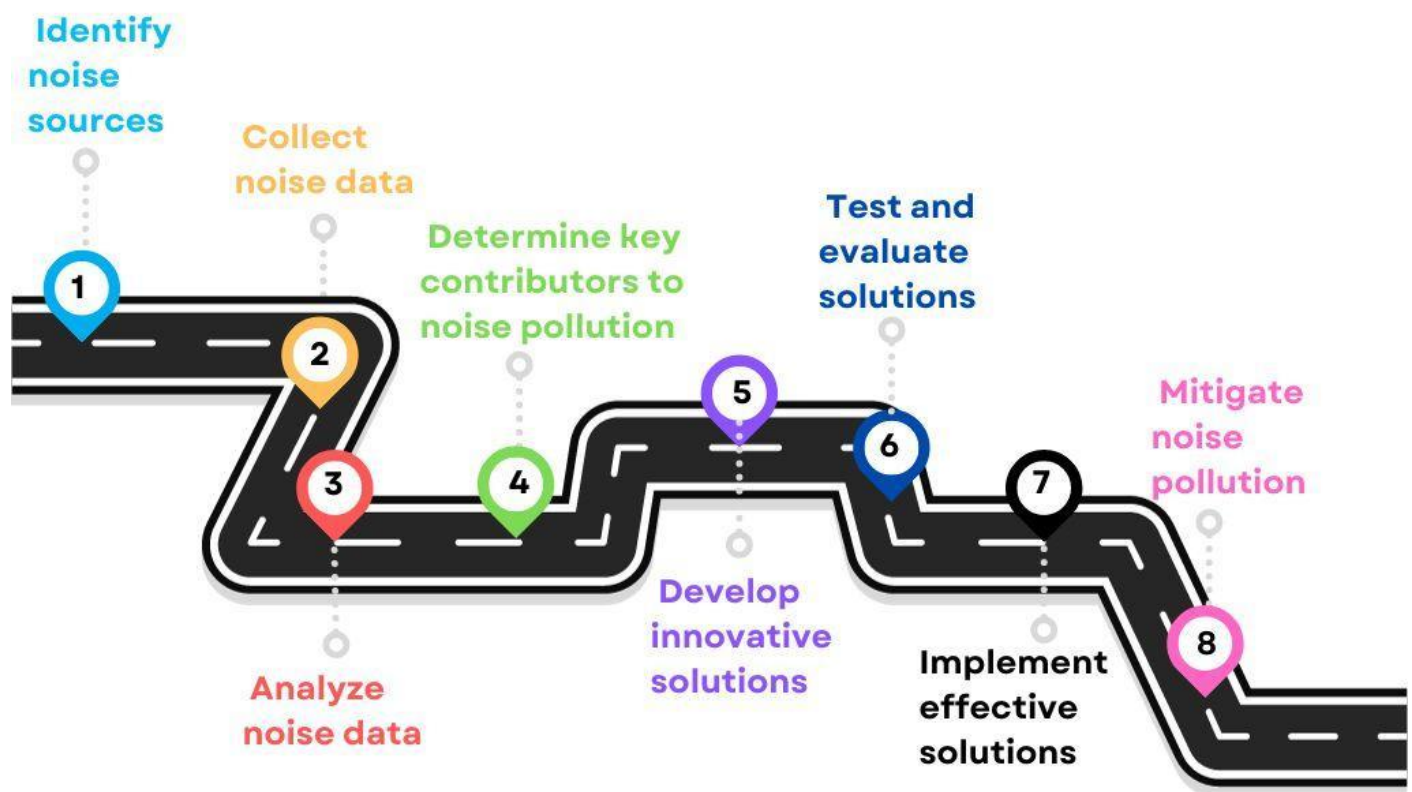 Identify
noise
sources
1
Collect
noise data
2
Analyze
noise data
3
Determine key
contributors to
noise pollution
4
Develop
innovative
solutions
5
Test and
evaluate
solutions
6
Implement
effective
solutions
7
Mitigate
noise
pollution
8